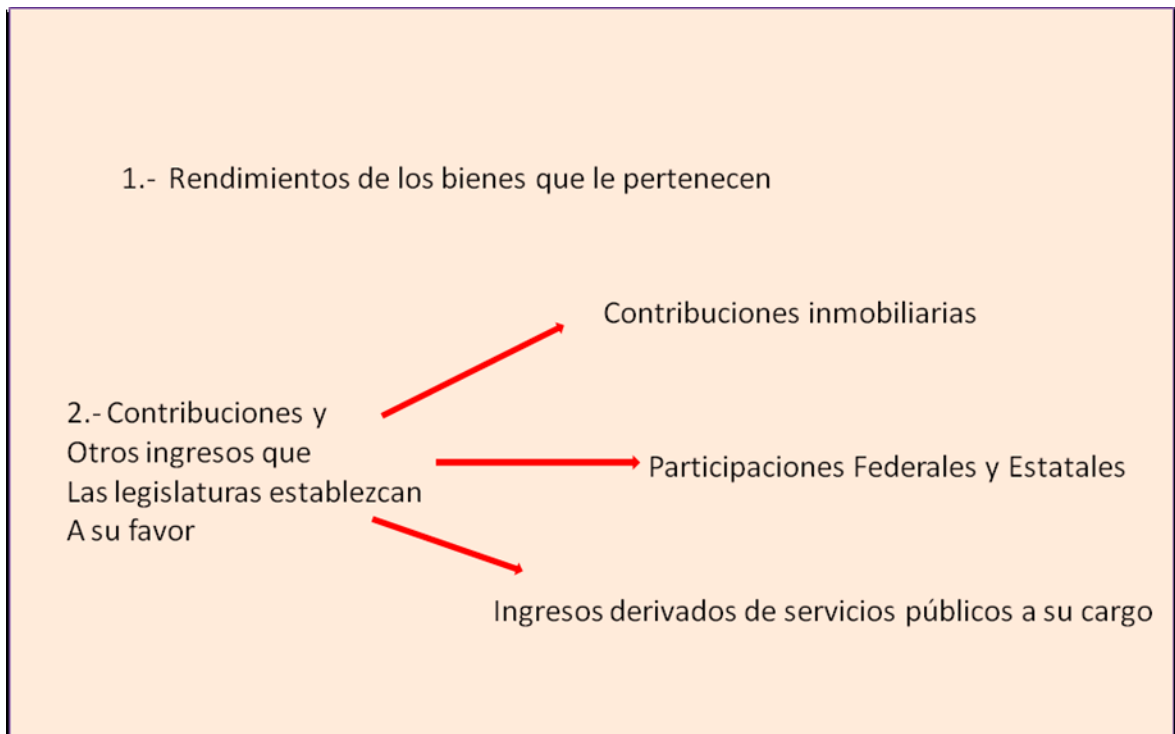 1.- Rendimientos de los bienes que le pertenecen
Contribuciones inmobiliarias
2.- Contribuciones y
Otros ingresos que
Las legislaturas establezcan
A su favor
Participaciones Federales y Estatales
Ingresos derivados de servicios públicos a su cargo